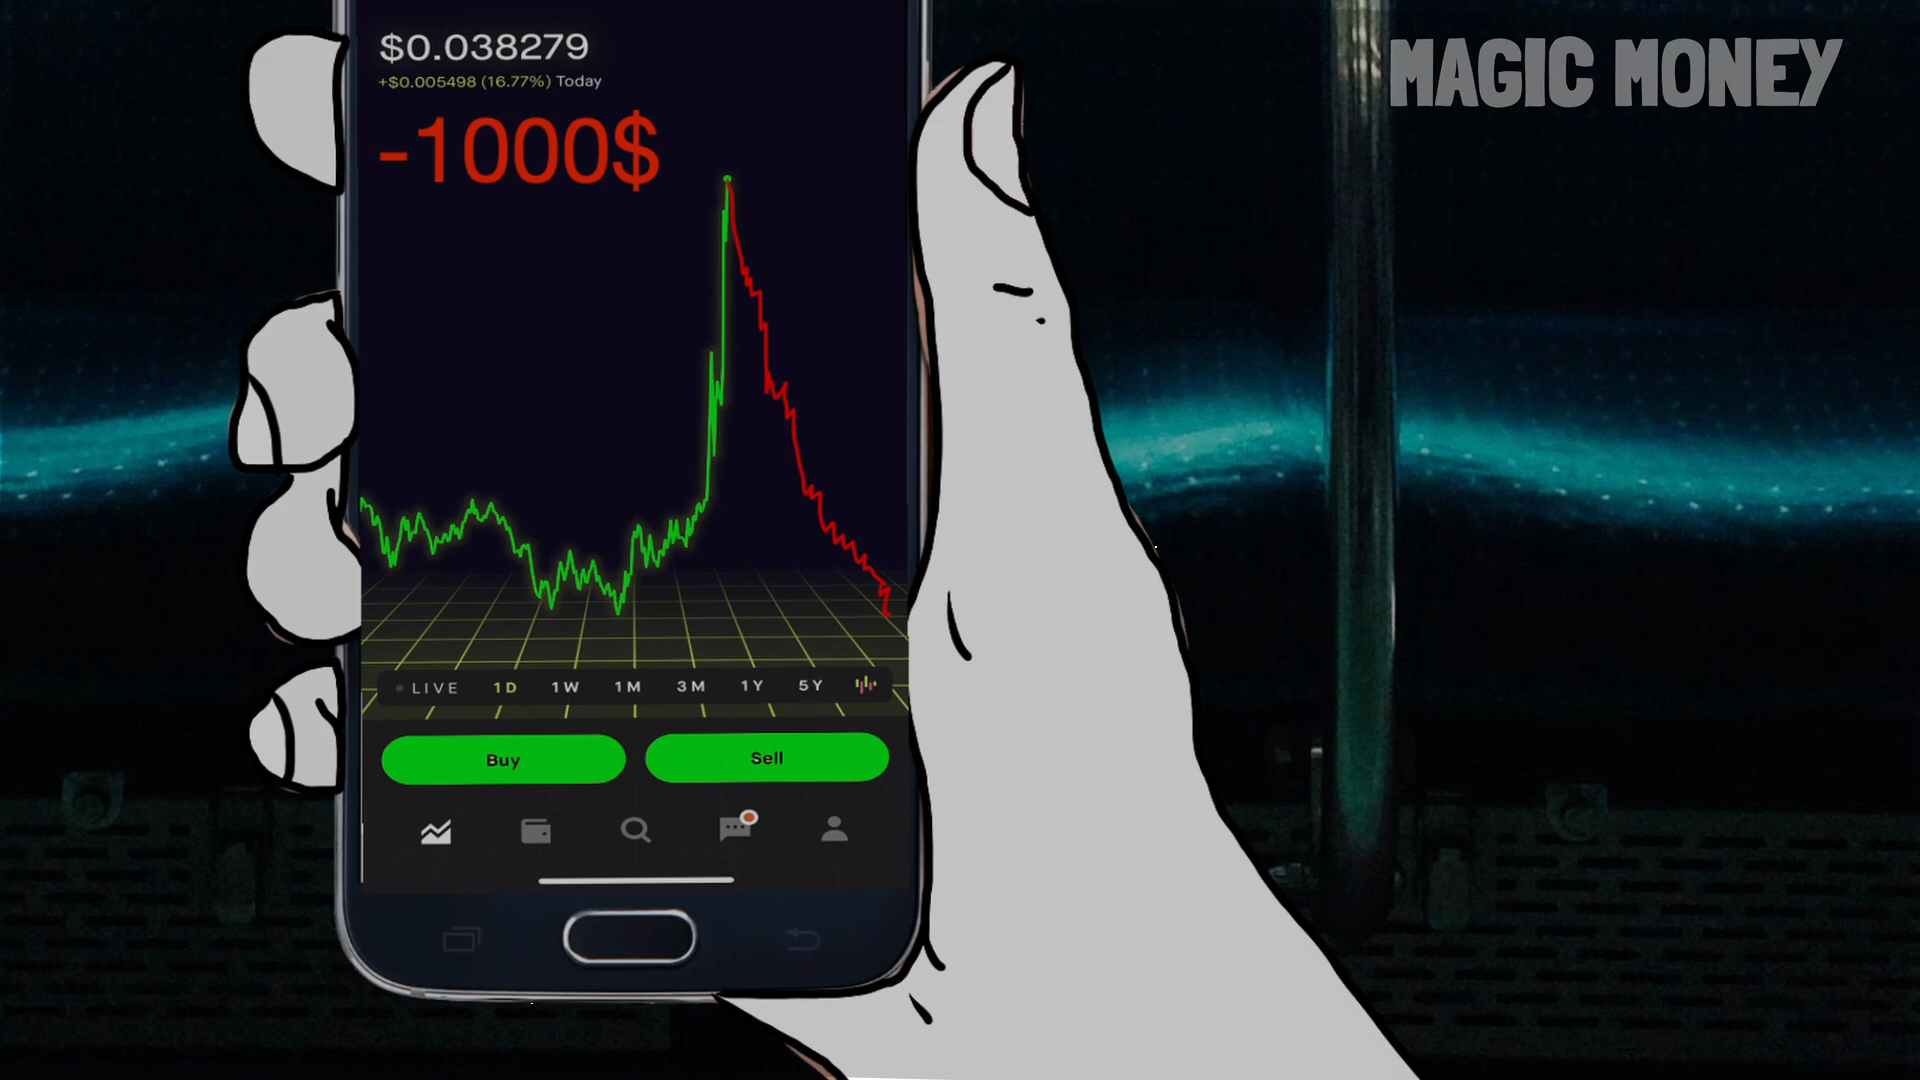 $0.038279
MAGIC MONEY
+$0.005498 (16.77%) Today
-1000$
LIVE 1D 1W 1M 3M 1Y 5Y
Buy Sell